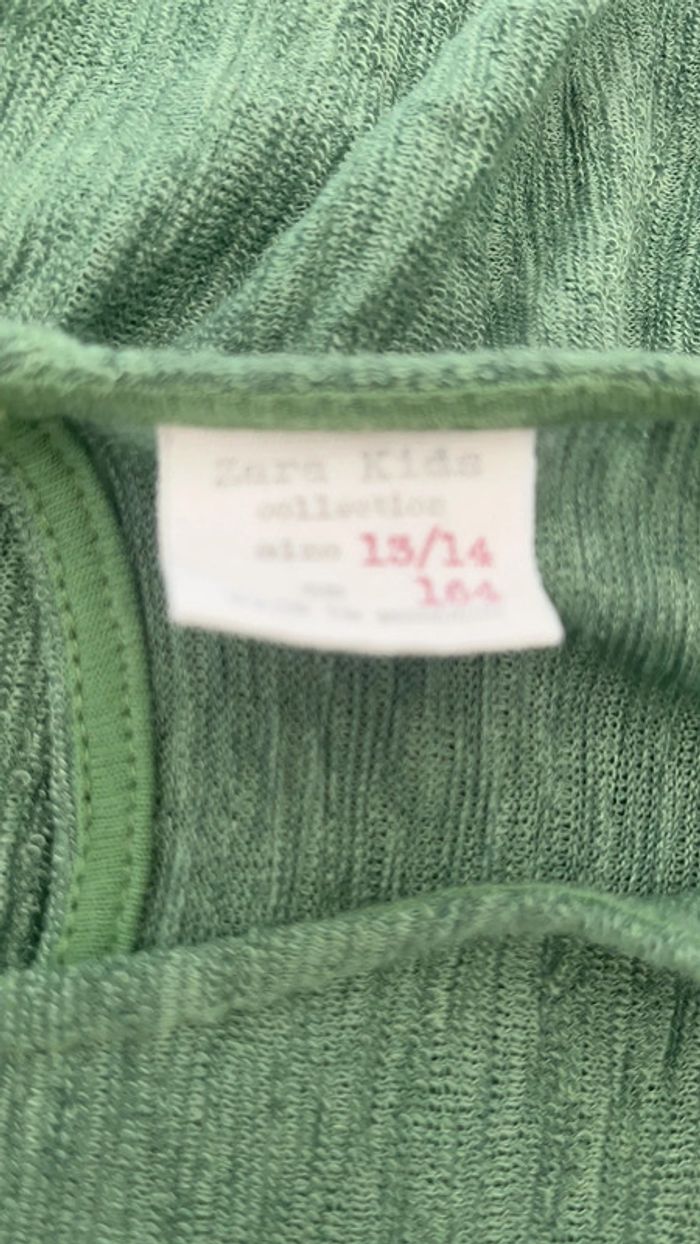 Zara Kids
collection
size 13/14
164